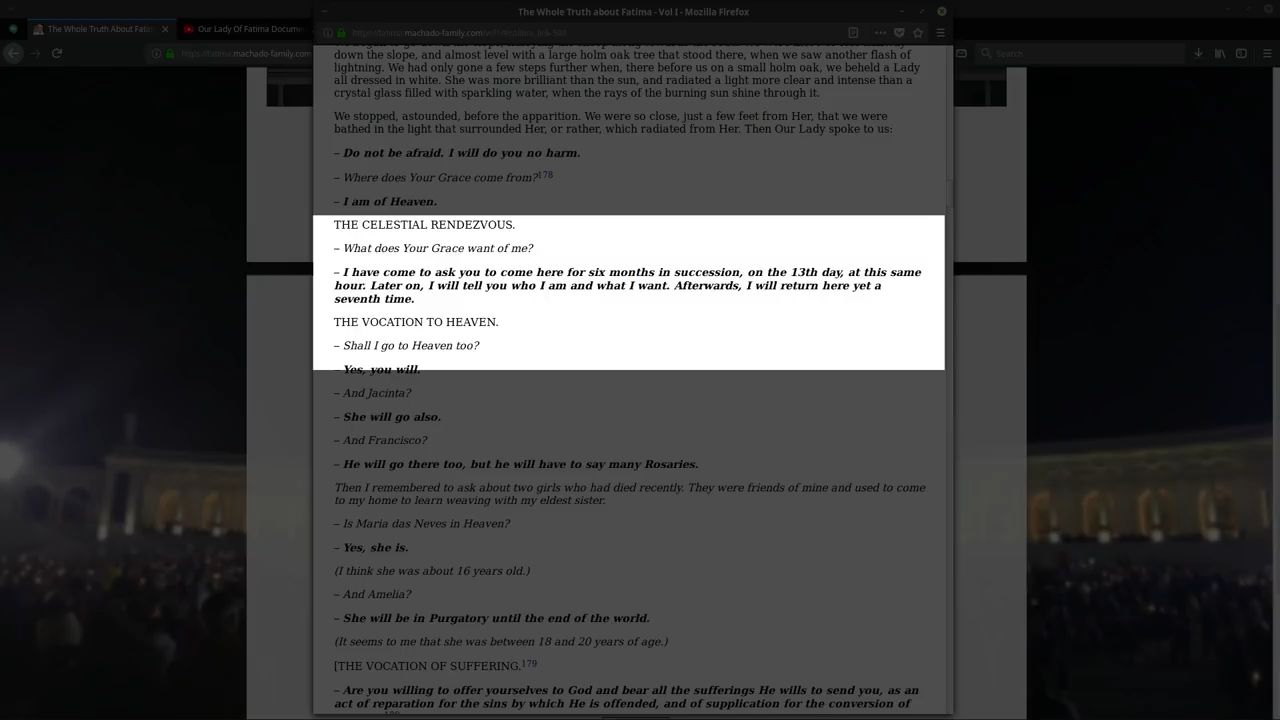 The Whole Truth about Fatima - Vol I - Mozilla Firefox
The Whole Truth About Fatim
Our Lady Of Fatima Docume
https://fatima.machado-family.com
Search
down the slope, and almost level with a large holm oak tree that stood there, when we saw another flash of
lightning. We had only gone a few steps further when, there before us on a small holm oak, we beheld a Lady
all dressed in white. She was more brilliant than the sun, and radiated a light more clear and intense than a
crystal glass filled with sparkling water, when the rays of the burning sun shine through it.
We stopped, astounded, before the apparition. We were so close, just a few feet from Her, that we were
bathed in the light that surrounded Her, or rather, which radiated from Her. Then Our Lady spoke to us:
– Do not be afraid. I will do you no harm.
– Where does Your Grace come from?178
– I am of Heaven.
THE CELESTIAL RENDEZVOUS.
– What does Your Grace want of me?
– I have come to ask you to come here for six months in succession, on the 13th day, at this same
hour. Later on, I will tell you who I am and what I want. Afterwards, I will return here yet a
seventh time.
THE VOCATION TO HEAVEN.
– Shall I go to Heaven too?
– Yes, you will.
– And Jacinta?
– She will go also.
– And Francisco?
– He will go there too, but he will have to say many Rosaries.
Then I remembered to ask about two girls who had died recently. They were friends of mine and used to come
to my home to learn weaving with my eldest sister.
– Is Maria das Neves in Heaven?
– Yes, she is.
(I think she was about 16 years old.)
– And Amelia?
– She will be in Purgatory until the end of the world.
(It seems to me that she was between 18 and 20 years of age.)
[THE VOCATION OF SUFFERING.179
– Are you willing to offer yourselves to God and bear all the sufferings He wills to send you, as an
act of reparation for the sins by which He is offended, and of supplication for the conversion of